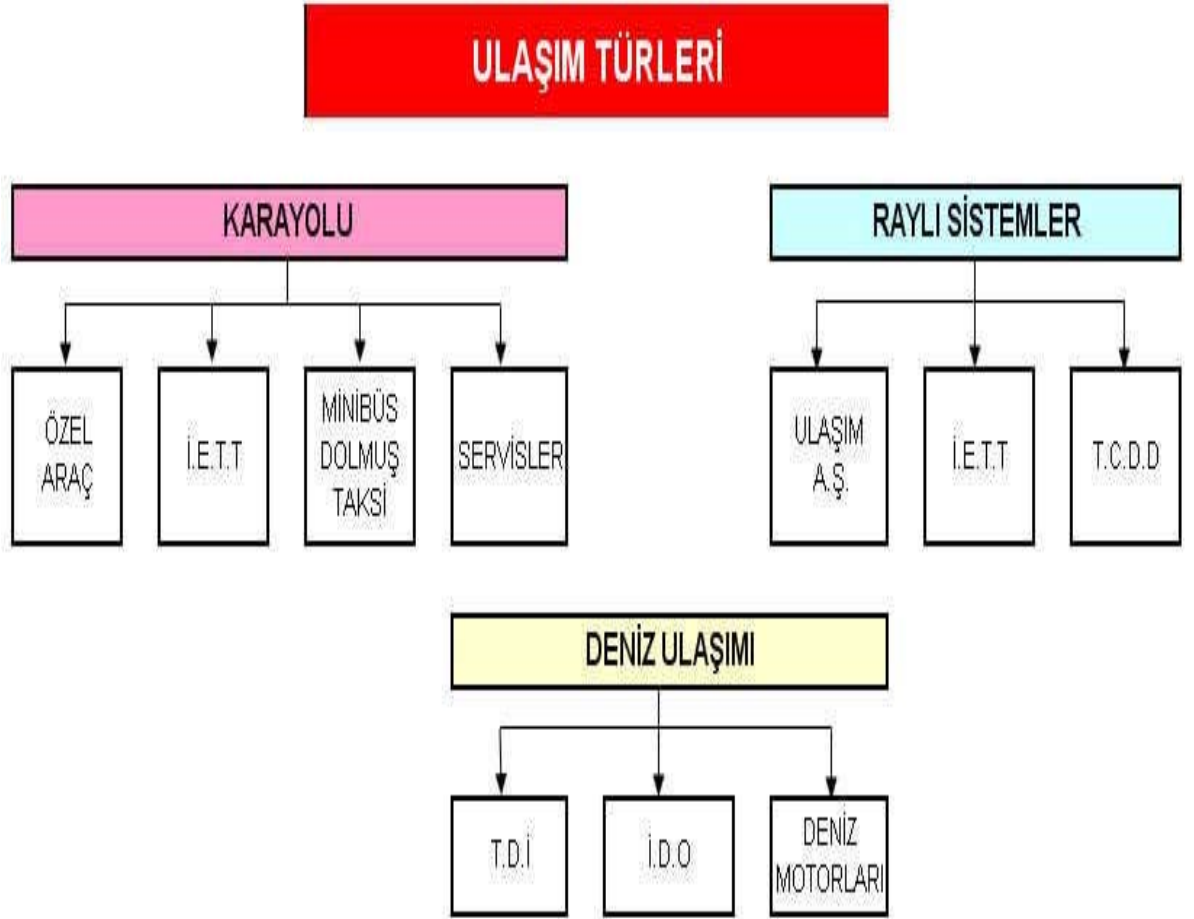 ULAŞIM TÜRLERİ
KARAYOLU
ÖZEL
ARAÇ
İ.E.T.T
MİNİBÜS
DOLMUŞ
TAKSİ
SERVİSLER
RAYLI SİSTEMLER
ULAŞIM
A.Ş.
İ.E.T.T
T.C.D.D
DENİZ ULAŞIMI
T.D.İ
İ.D.O
DENİZ
MOTORLARI